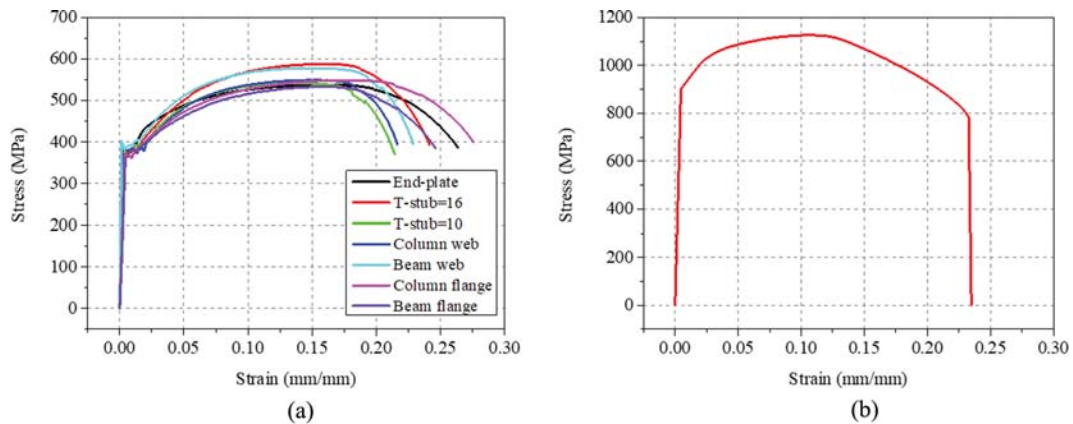 700
600
500
400
300
200
100
0
Stress (MPa)
End-plate
T-stub=16
T-stub=10
Column web
Beam web
Column flange
Beam flange
0.00 0.05 0.10 0.15 0.20 0.25 0.30
Strain (mm/mm)
(a)
1200
1000
800
600
400
200
0
Stress (MPa)
0.00 0.05 0.10 0.15 0.20 0.25 0.30
Strain (mm/mm)
(b)